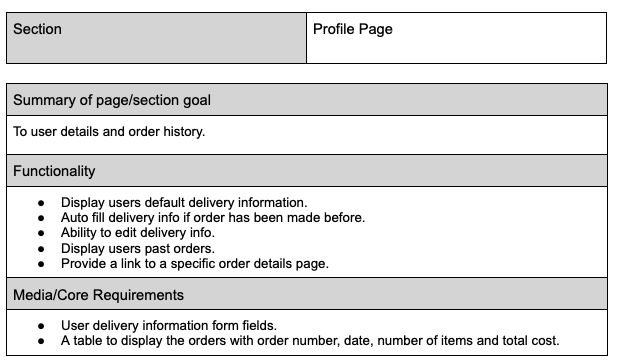 Section
Profile Page
Summary of page/section goal
To user details and order history.
Functionality
● Display users default delivery information.
● Auto fill delivery info if order has been made before.
● Ability to edit delivery info.
● Display users past orders.
● Provide a link to a specific order details page.
Media/Core Requirements
● User delivery information form fields.
● A table to display the orders with order number, date, number of items and total cost.